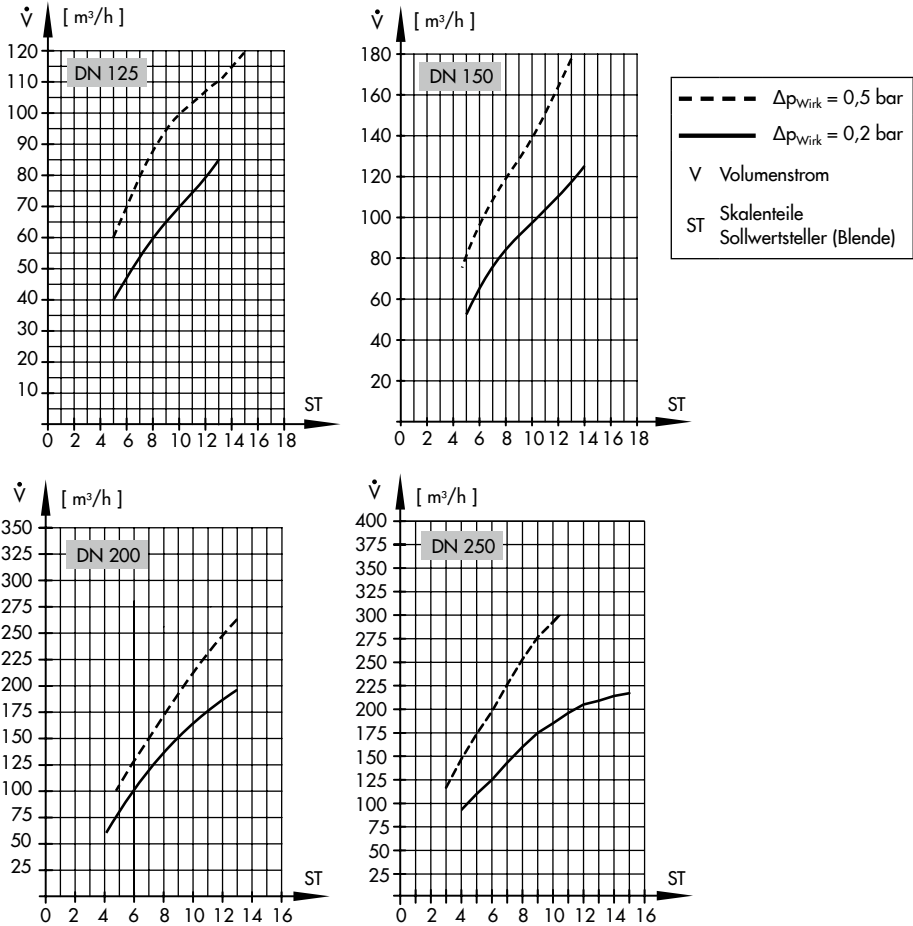 V̇ [ m³/h ]
DN 125
120
110
100
90
80
70
60
50
40
30
20
10
ST
0 2 4 6 8 10 12 14 16 18
V̇ [ m³/h ]
DN 150
180
160
140
120
100
80
60
40
20
ST
0 2 4 6 8 10 12 14 16 18
ΔpWirk = 0,5 bar
ΔpWirk = 0,2 bar
V Volumenstrom
ST Skalenteile
Sollwertsteller (Blende)
V̇ [ m³/h ]
DN 200
350
325
300
275
250
225
200
175
150
125
100
75
50
25
ST
0 2 4 6 8 10 12 14 16
V̇ [ m³/h ]
DN 250
400
375
350
325
300
275
250
225
200
175
150
125
100
75
50
25
ST
0 2 4 6 8 10 12 14 16